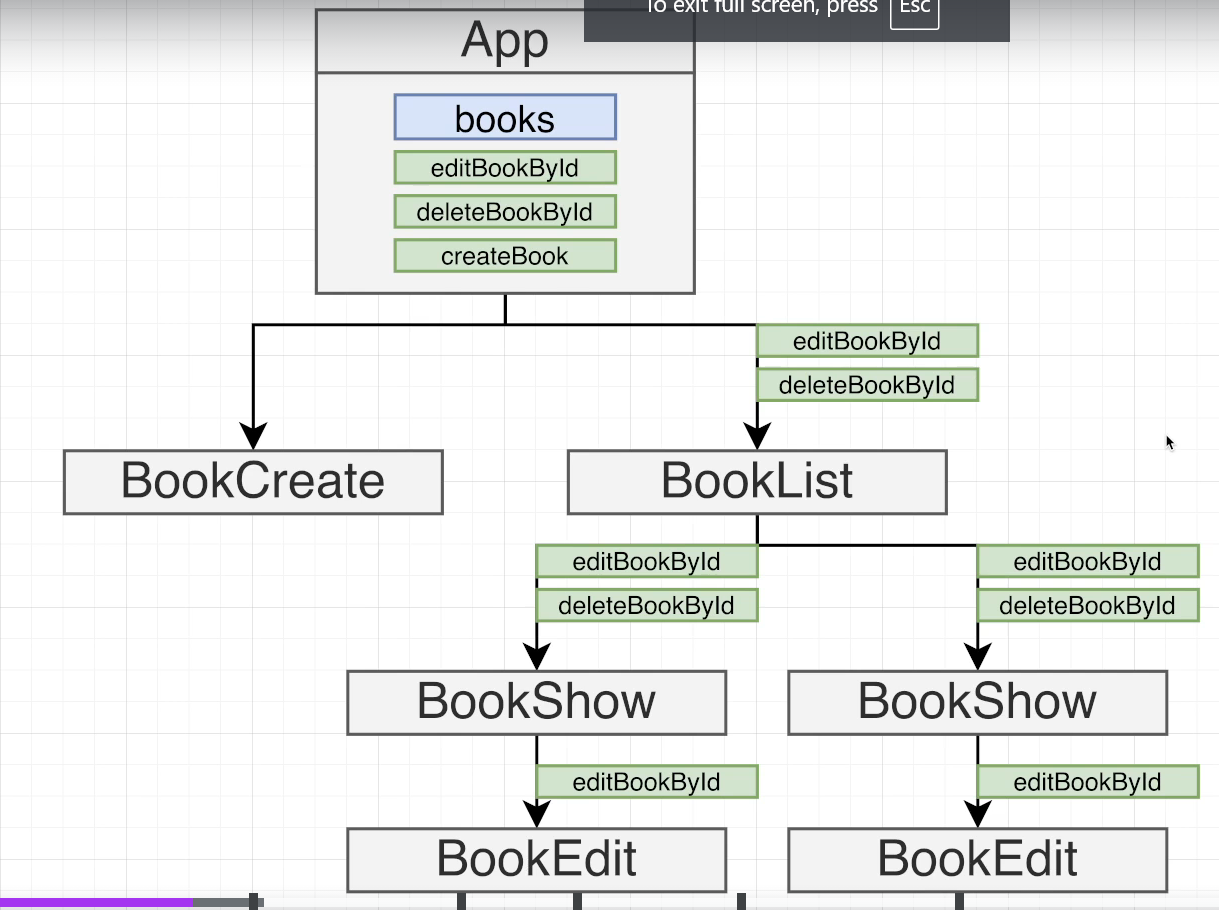 To exit full screen, press Esc
App
books
editBookById
deleteBookById
createBook
editBookById
deleteBookById
BookCreate
BookList
editBookById
editBookById
deleteBookById
deleteBookById
BookShow
BookShow
editBookById
editBookById
BookEdit
BookEdit